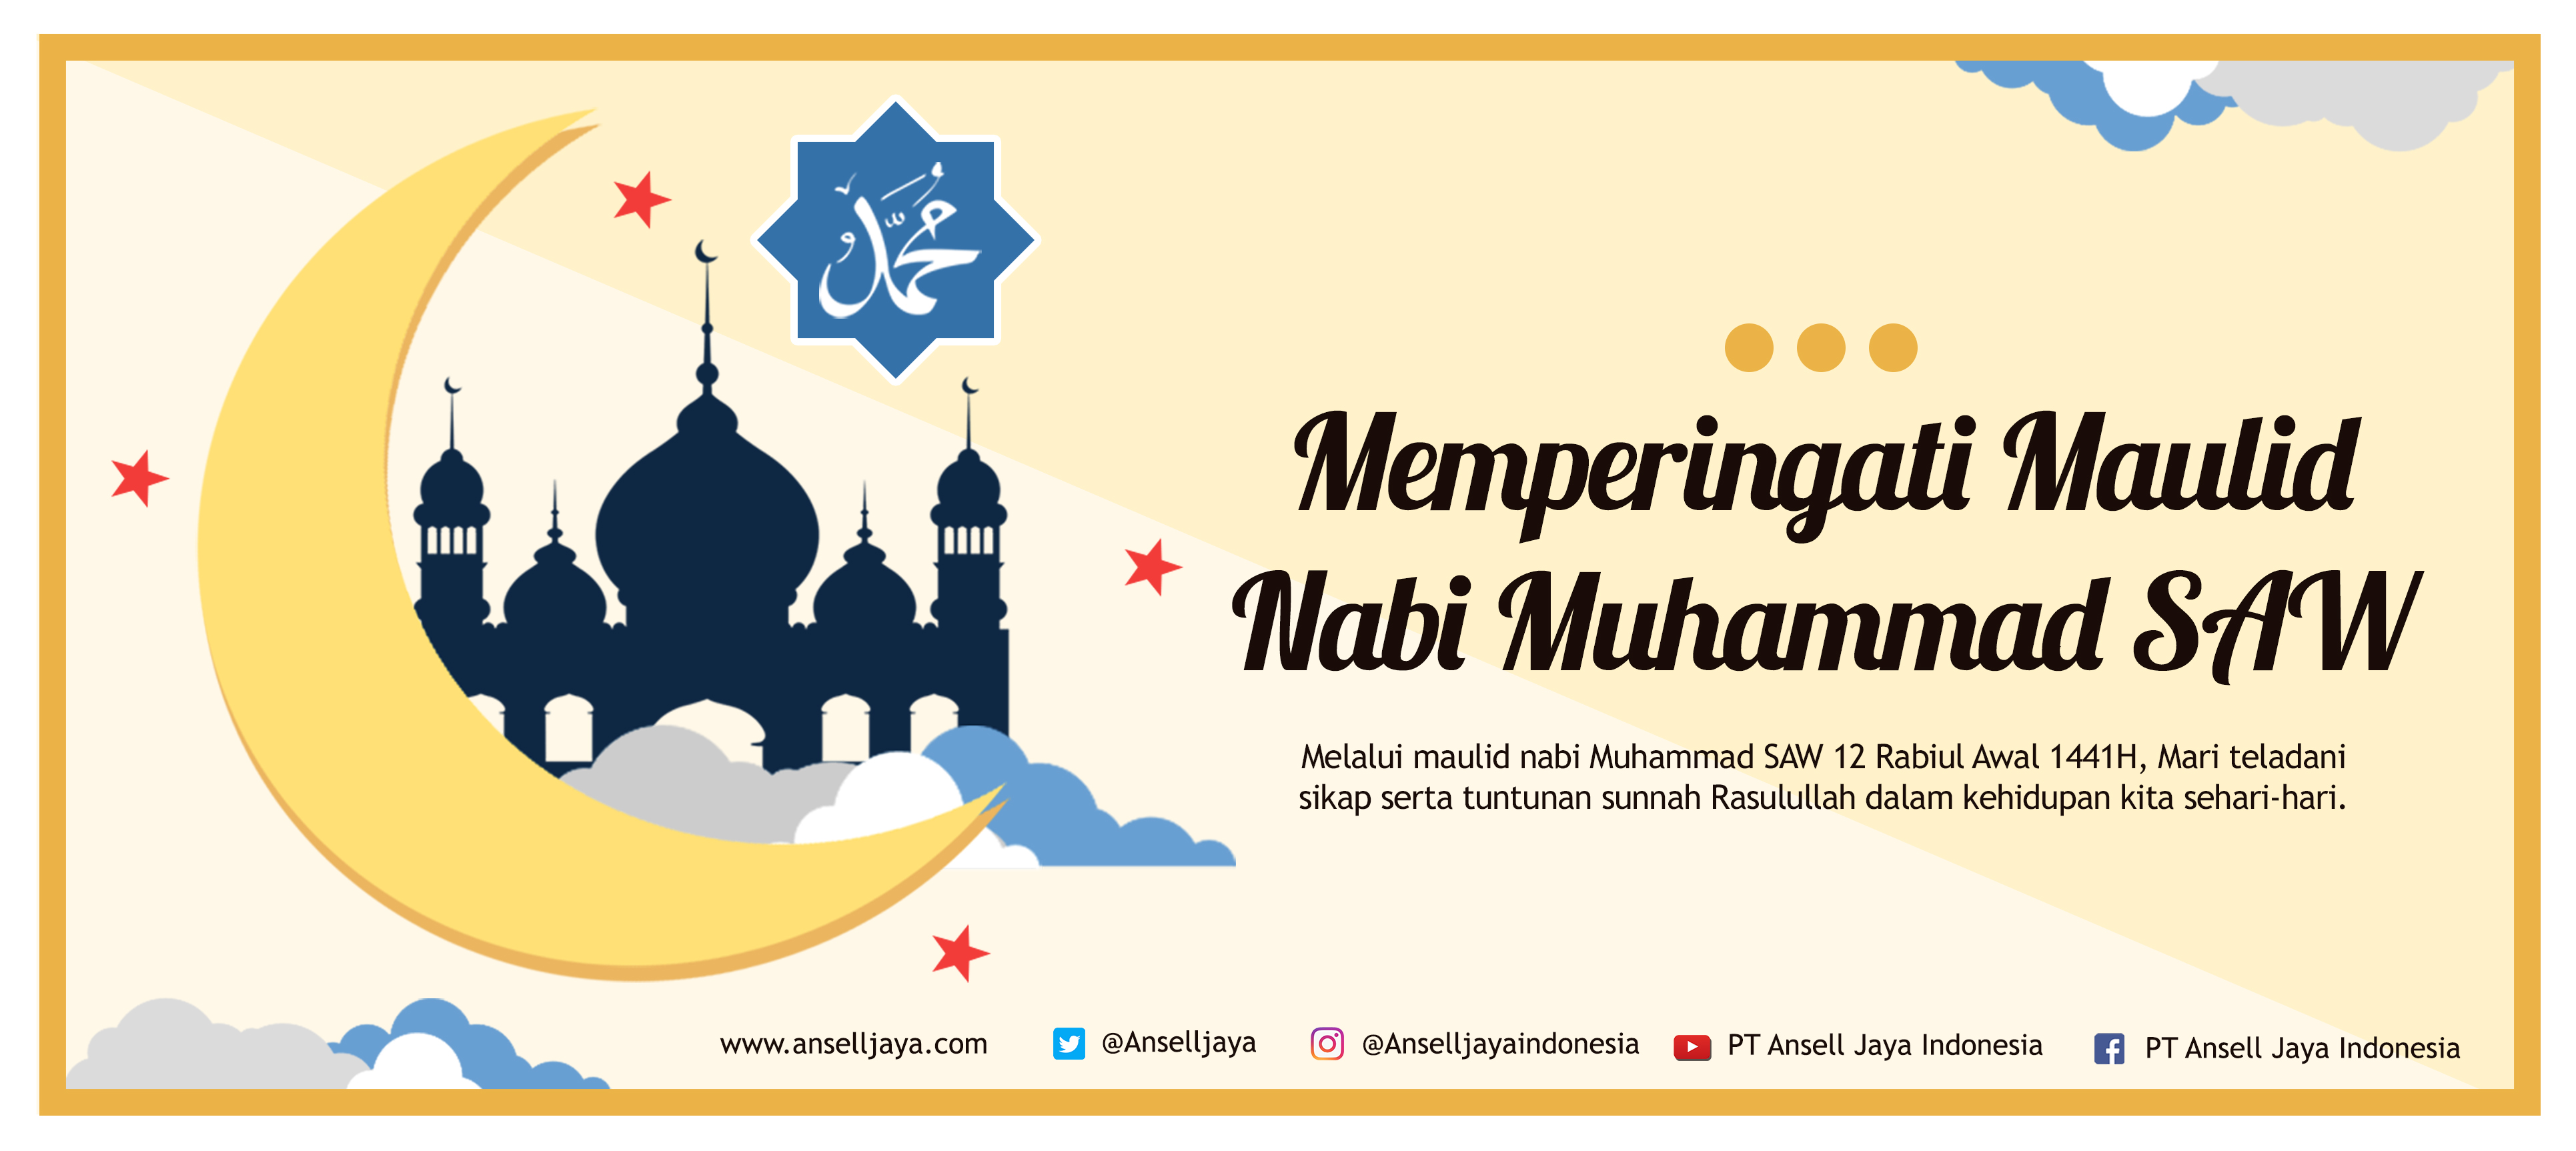 محمد
Memperingati Maulid
Nabi Muhammad SAW
Melalui maulid nabi Muhammad SAW 12 Rabiul Awal 1441H, Mari teladani
sikap serta tuntunan sunnah Rasulullah dalam kehidupan kita sehari-hari.
www.anselljaya.com @Anselljaya @Anselljayaindonesia PT Ansell Jaya Indonesia PT Ansell Jaya Indonesia